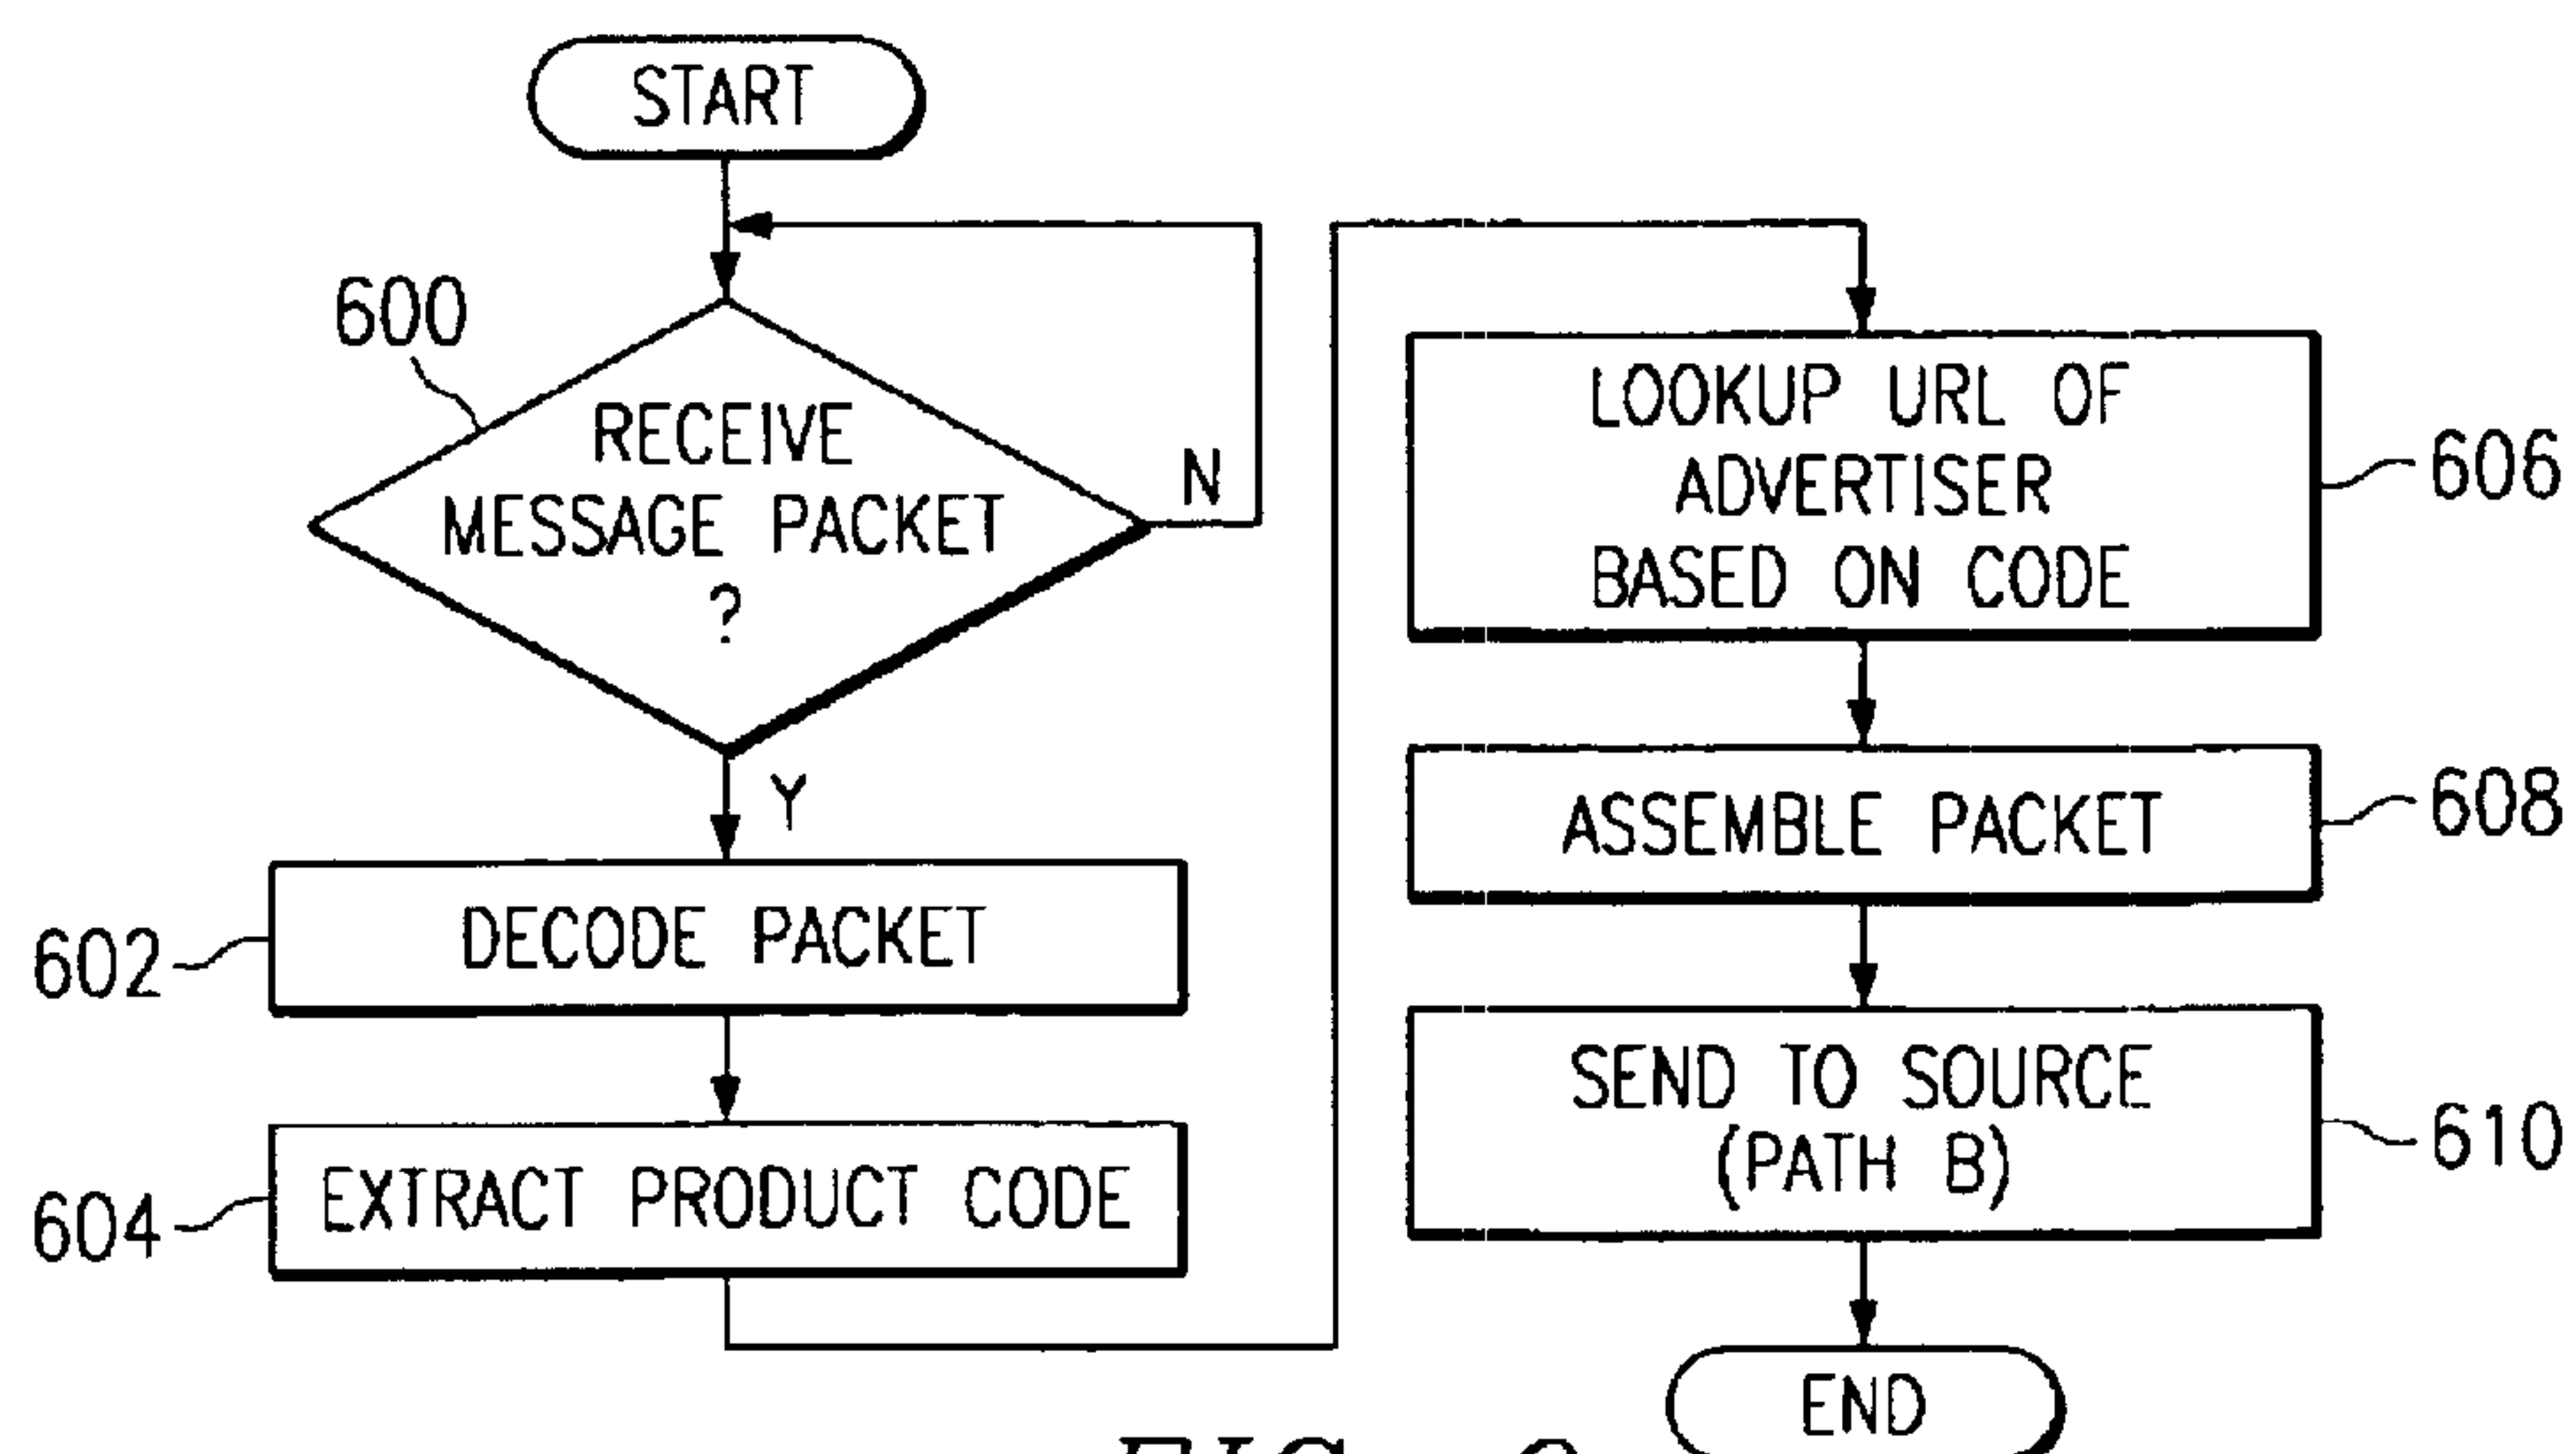 START
600
RECEIVE
MESSAGE PACKET
?
N
Y
602
DECODE PACKET
604
EXTRACT PRODUCT CODE
LOOKUP URL OF
ADVERTISER
BASED ON CODE
606
ASSEMBLE PACKET
608
SEND TO SOURCE
(PATH B)
610
END